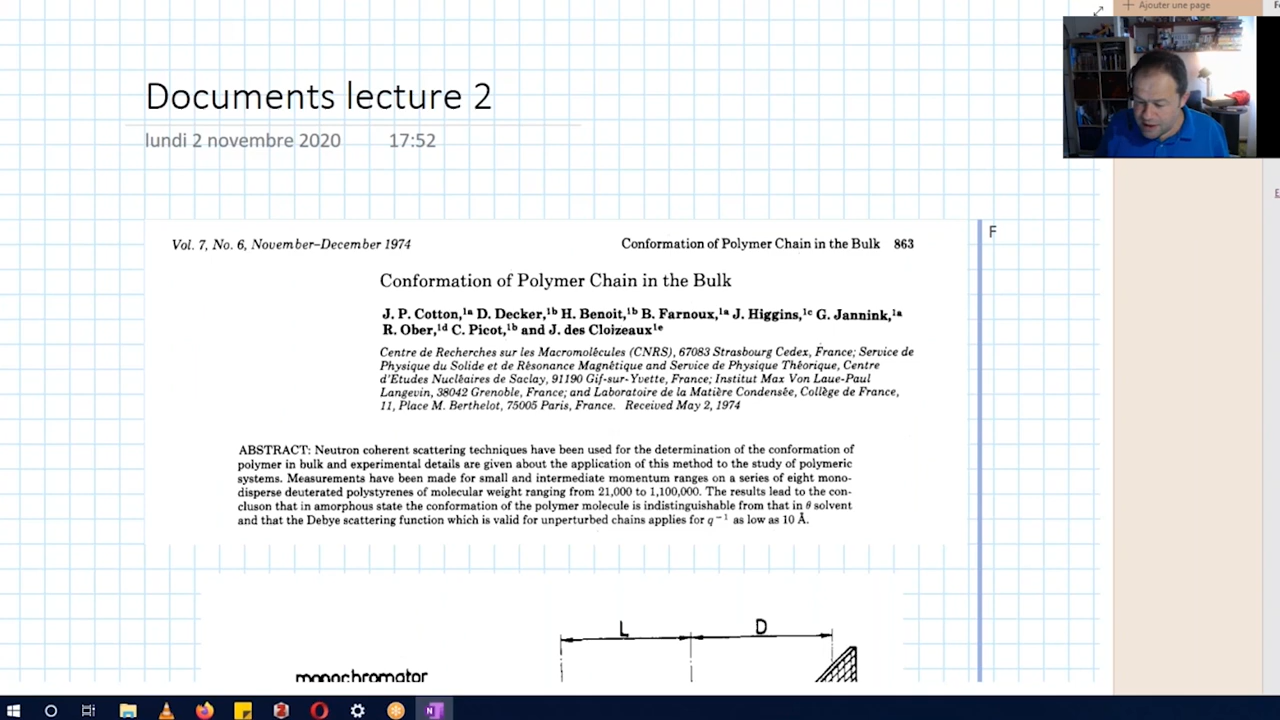 Ajouter une page
Documents lecture 2
lundi 2 novembre 2020 17:52
Vol. 7, No. 6, November–December 1974 Conformation of Polymer Chain in the Bulk 863
F
Conformation of Polymer Chain in the Bulk
J. P. Cotton,1a D. Decker,1b H. Benoit,1b B. Farnoux,1a J. Higgins,1c G. Jannink,1a
R. Ober,1d C. Picot,1b and J. des Cloizeaux1e
Centre de Recherches sur les Macromolécules (CNRS), 67083 Strasbourg Cedex, France; Service de
Physique du Solide et de Résonance Magnétique and Service de Physique Théorique, Centre
d'Etudes Nucléaires de Saclay, 91190 Gif-sur-Yvette, France; Institut Max Von Laue-Paul
Langevin, 38042 Grenoble, France; and Laboratoire de la Matière Condensée, Collège de France,
11, Place M. Berthelot, 75005 Paris, France. Received May 2, 1974
ABSTRACT: Neutron coherent scattering techniques have been used for the determination of the conformation of
polymer in bulk and experimental details are given about the application of this method to the study of polymeric
systems. Measurements have been made for small and intermediate momentum ranges on a series of eight mono-
disperse deuterated polystyrenes of molecular weight ranging from 21,000 to 1,100,000. The results lead to the con-
cluson that in amorphous state the conformation of the polymer molecule is indistinguishable from that in θ solvent
and that the Debye scattering function which is valid for unperturbed chains applies for q−1 as low as 10 Å.
L D
monochromator